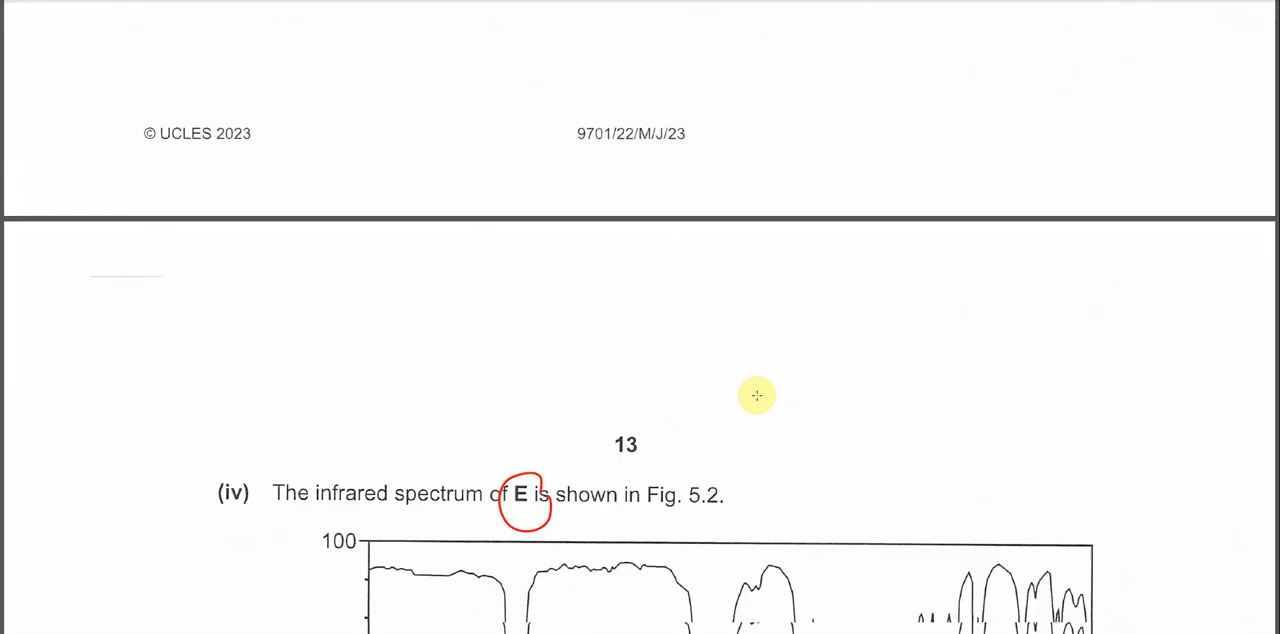 © UCLES 2023 9701/22/M/J/23
13
(iv) The infrared spectrum of E is shown in Fig. 5.2.
100